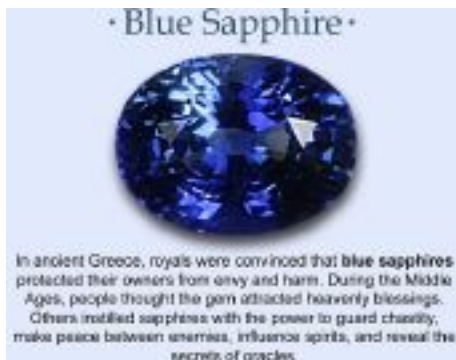 · Blue Sapphire ·
In ancient Greece, royals were convinced that blue sapphires
protected their owners from envy and harm. During the Middle
Ages, people thought the gem attracted heavenly blessings.
Others instilled sapphires with the power to guard chastity,
make peace between enemies, influence spirits, and reveal the
secrets of oracles